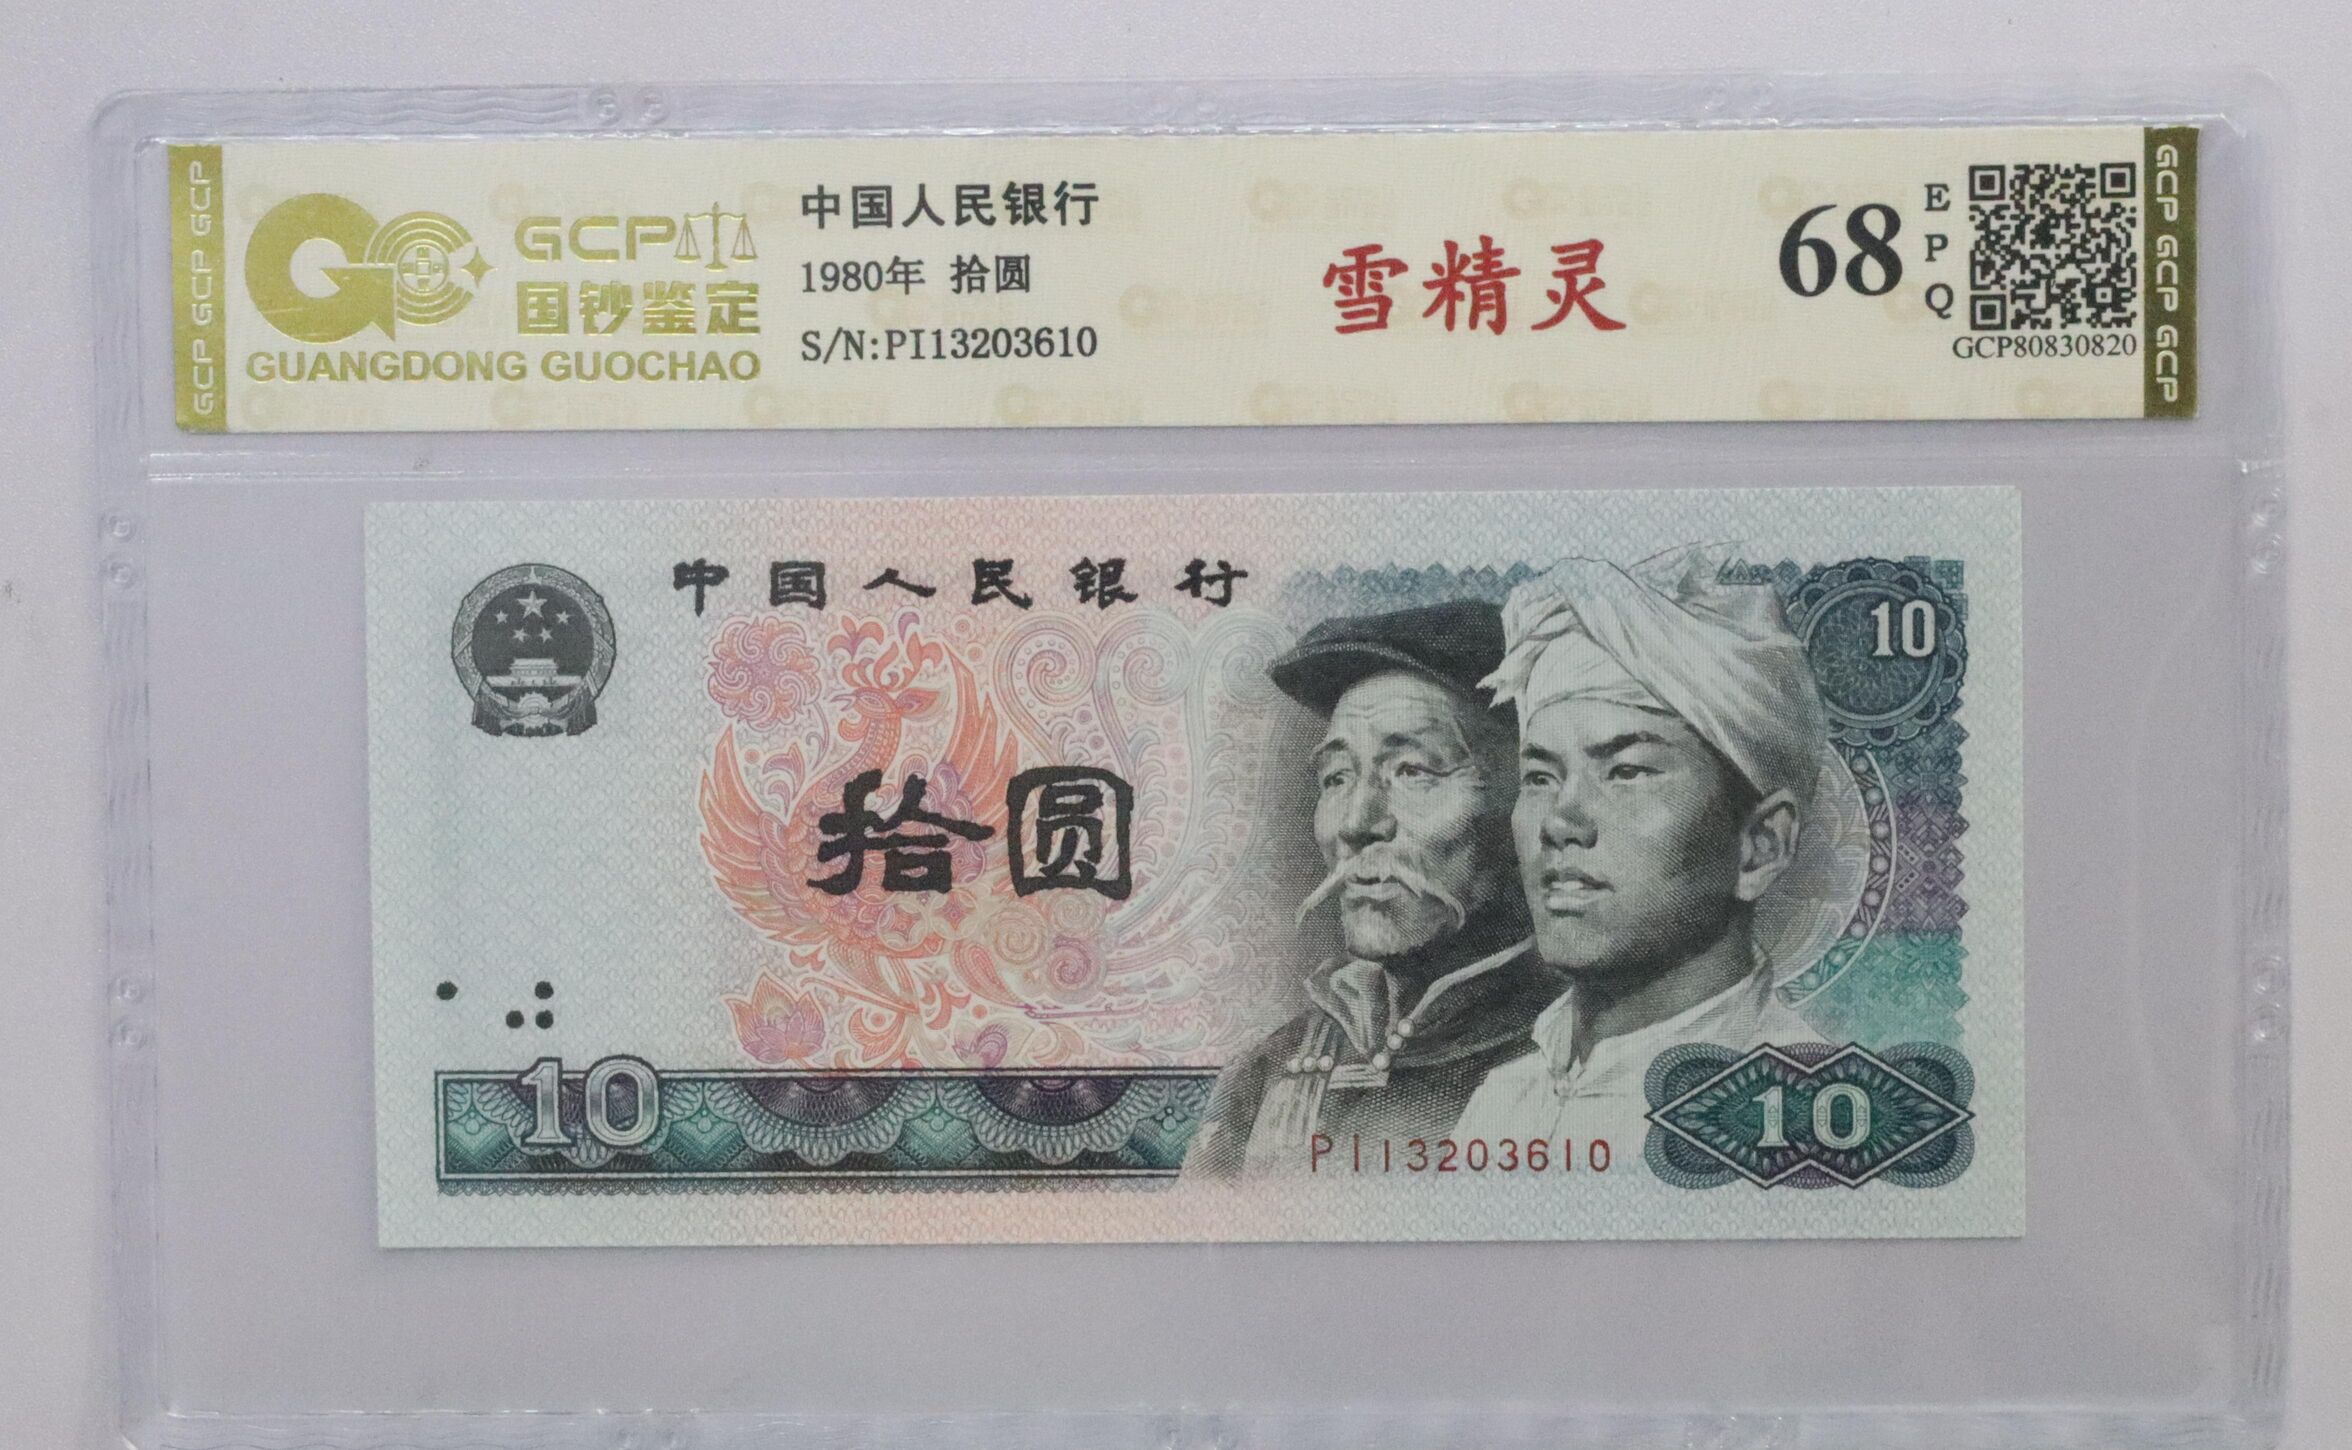 GCP GCP GCP
GCP
国钞鉴定
GUANGDONG GUOCHAO
中国人民银行
1980年 拾圆
S/N:PI13203610
雪精灵
68
E
P
Q
GCP80830820
GCP GCP GCP
中国人民银行
10
拾圆
10
PI13203610
10